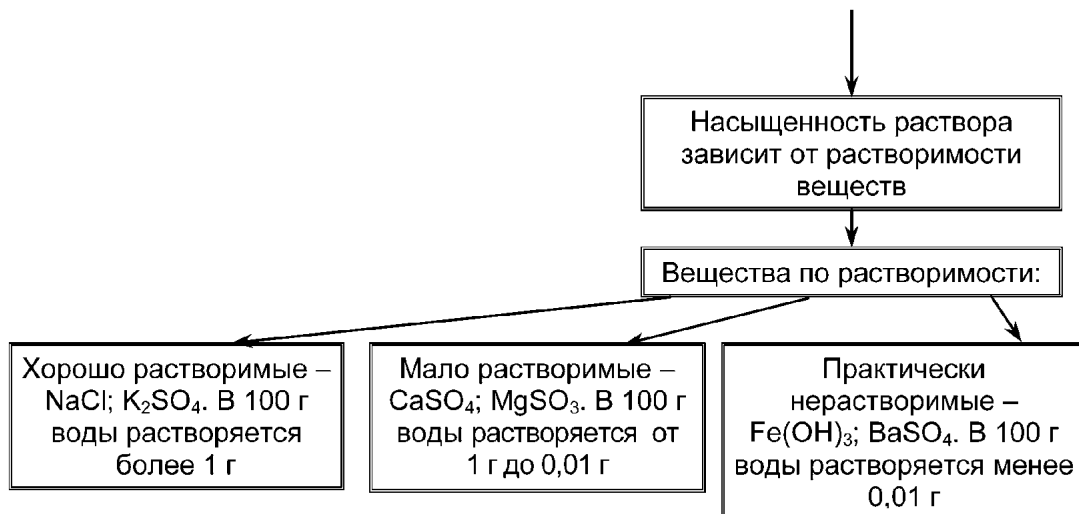 Насыщенность раствора
зависит от растворимости
веществ
Вещества по растворимости:
Хорошо растворимые –
NaCl; K₂SO₄. В 100 г
воды растворяется
более 1 г
Мало растворимые –
CaSO₄; MgSO₃. В 100 г
воды растворяется от
1 г до 0,01 г
Практически
нерастворимые –
Fe(OH)₃; BaSO₄. В 100 г
воды растворяется менее
0,01 г